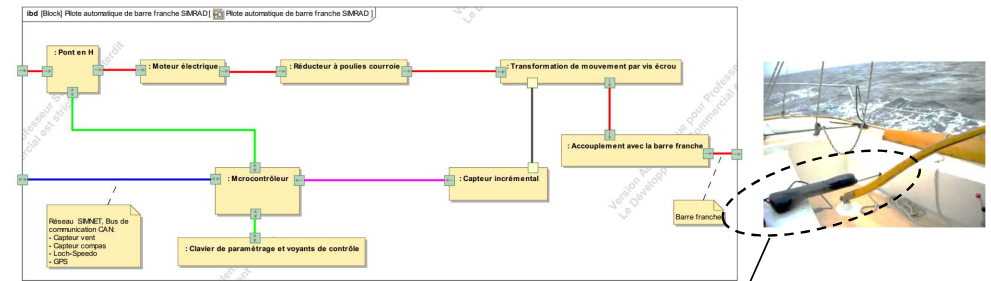 ibd [Block] Pilote automatique de barre franche SIMRAD [ Pilote automatique de barre franche SIMRAD ]
: Pont en H
: Moteur électrique
: Réducteur à poulies courroie
: Transformation de mouvement par vis écrou
: Accouplement avec la barre franche
: Mcrocontrôleur
: Capteur incrémental
Barre franche
Réseau SIMNET, Bus de
communication CAN:
- Capteur vent
- Capteur compas
- Loch-Speedo
- GPS
: Clavier de paramétrage et voyants de contrôle